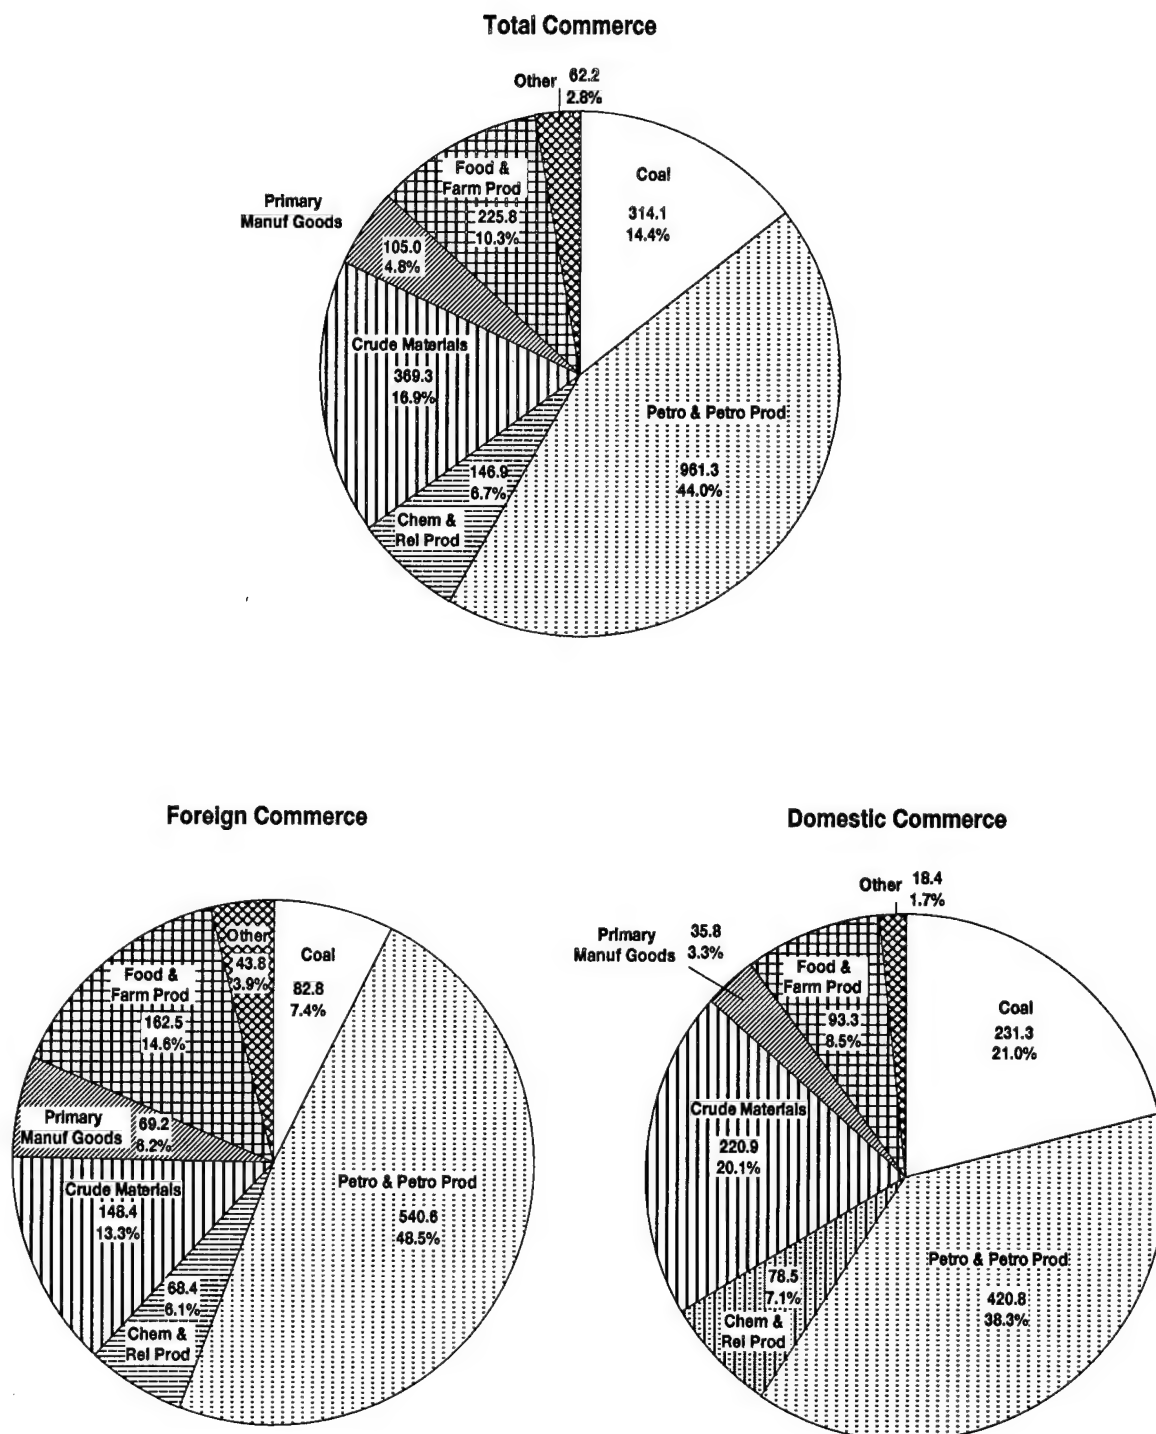 Total Commerce
Other 62.2
2.8%
Coal
314.1
14.4%
Food &
Farm Prod
225.8
10.3%
Primary
Manuf Goods
105.0
4.8%
Crude Materials
369.3
16.9%
Petro & Petro Prod
961.3
44.0%
146.9
6.7%
Chem &
Rel Prod
Foreign Commerce
Other
43.8
3.9%
Coal
82.8
7.4%
Food &
Farm Prod
162.5
14.6%
Primary
Manuf Goods
69.2
6.2%
Crude Materials
148.4
13.3%
Petro & Petro Prod
540.6
48.5%
68.4
6.1%
Chem &
Rel Prod
Domestic Commerce
Other 18.4
1.7%
Primary
Manuf Goods
35.8
3.3%
Food &
Farm Prod
93.3
8.5%
Coal
231.3
21.0%
Crude Materials
220.9
20.1%
Petro & Petro Prod
420.8
38.3%
78.5
7.1%
Chem &
Rel Prod